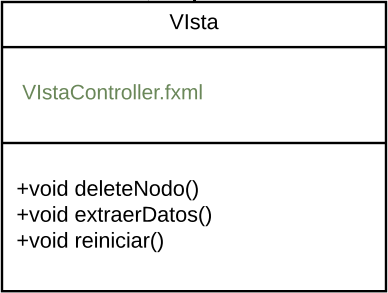 VIsta
VIstaController.fxml
+void deleteNodo()
+void extraerDatos()
+void reiniciar()